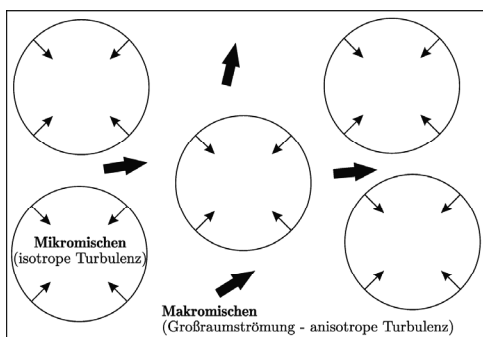 Mikromischen
(isotrope Turbulenz)
Makromischen
(Großraumströmung - anisotrope Turbulenz)